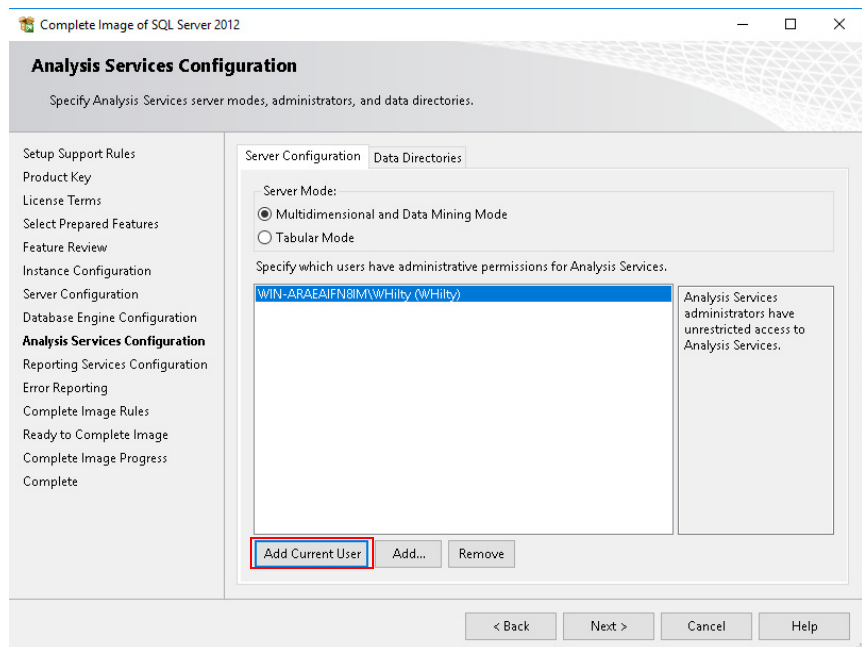 Complete Image of SQL Server 2012
Analysis Services Configuration
Specify Analysis Services server modes, administrators, and data directories.
Setup Support Rules
Product Key
License Terms
Select Prepared Features
Feature Review
Instance Configuration
Server Configuration
Database Engine Configuration
Analysis Services Configuration
Reporting Services Configuration
Error Reporting
Complete Image Rules
Ready to Complete Image
Complete Image Progress
Complete
Server Configuration Data Directories
Server Mode:
Multidimensional and Data Mining Mode
Tabular Mode
Specify which users have administrative permissions for Analysis Services.
WIN-ARAEAIFN8IM\WHilty (WHilty)
Analysis Services
administrators have
unrestricted access to
Analysis Services.
Add Current User Add... Remove
< Back Next > Cancel Help